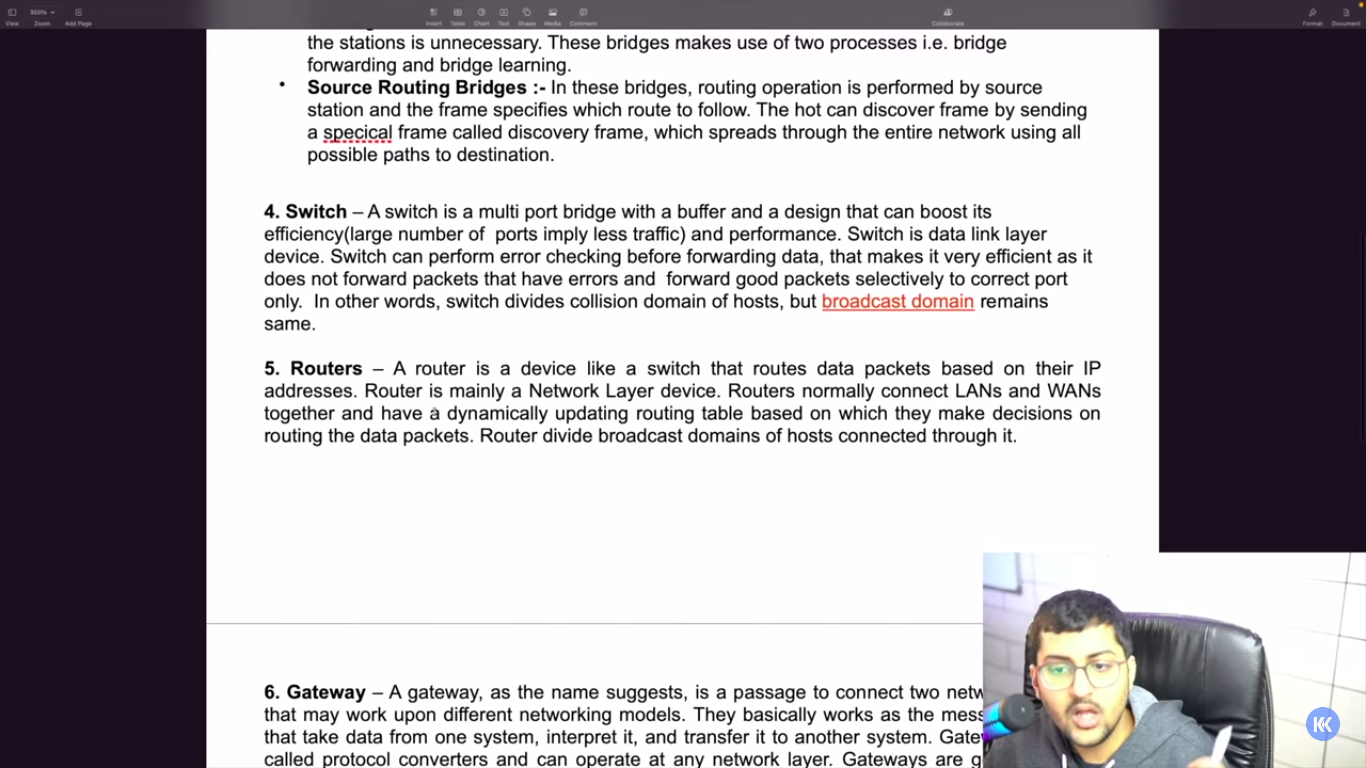 300%
View
Zoom
Add Page
Insert
Table
Chart
Text
Shape
Media
Comment
Collaborate
Format
Document
the stations is unnecessary. These bridges makes use of two processes i.e. bridge
forwarding and bridge learning.
• Source Routing Bridges :- In these bridges, routing operation is performed by source
station and the frame specifies which route to follow. The hot can discover frame by sending
a specical frame called discovery frame, which spreads through the entire network using all
possible paths to destination.
4. Switch – A switch is a multi port bridge with a buffer and a design that can boost its
efficiency(large number of  ports imply less traffic) and performance. Switch is data link layer
device. Switch can perform error checking before forwarding data, that makes it very efficient as it
does not forward packets that have errors and  forward good packets selectively to correct port
only.  In other words, switch divides collision domain of hosts, but broadcast domain remains
same.
5. Routers – A router is a device like a switch that routes data packets based on their IP
addresses. Router is mainly a Network Layer device. Routers normally connect LANs and WANs
together and have a dynamically updating routing table based on which they make decisions on
routing the data packets. Router divide broadcast domains of hosts connected through it.
6. Gateway – A gateway, as the name suggests, is a passage to connect two
that may work upon different networking models. They basically works as the
that take data from one system, interpret it, and transfer it to another system.
called protocol converters and can operate at any network layer. Gateways are